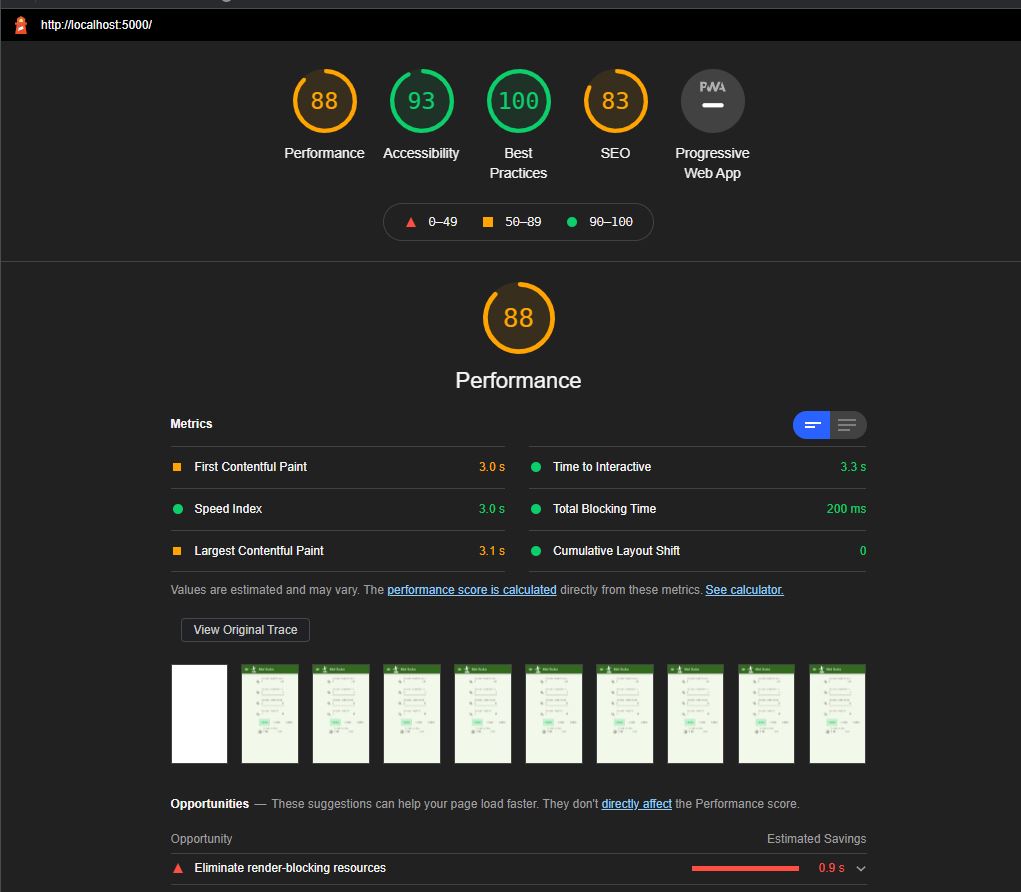 http://localhost:5000/
88 93 100 83 PWA
Performance Accessibility Best Practices SEO Progressive Web App
0–49 50–89 90–100
88
Performance
Metrics
First Contentful Paint 3.0 s
Time to Interactive 3.3 s
Speed Index 3.0 s
Total Blocking Time 200 ms
Largest Contentful Paint 3.1 s
Cumulative Layout Shift 0
Values are estimated and may vary. The performance score is calculated directly from these metrics. See calculator.
View Original Trace
Opportunities — These suggestions can help your page load faster. They don't directly affect the Performance score.
Opportunity Estimated Savings
Eliminate render-blocking resources 0.9 s